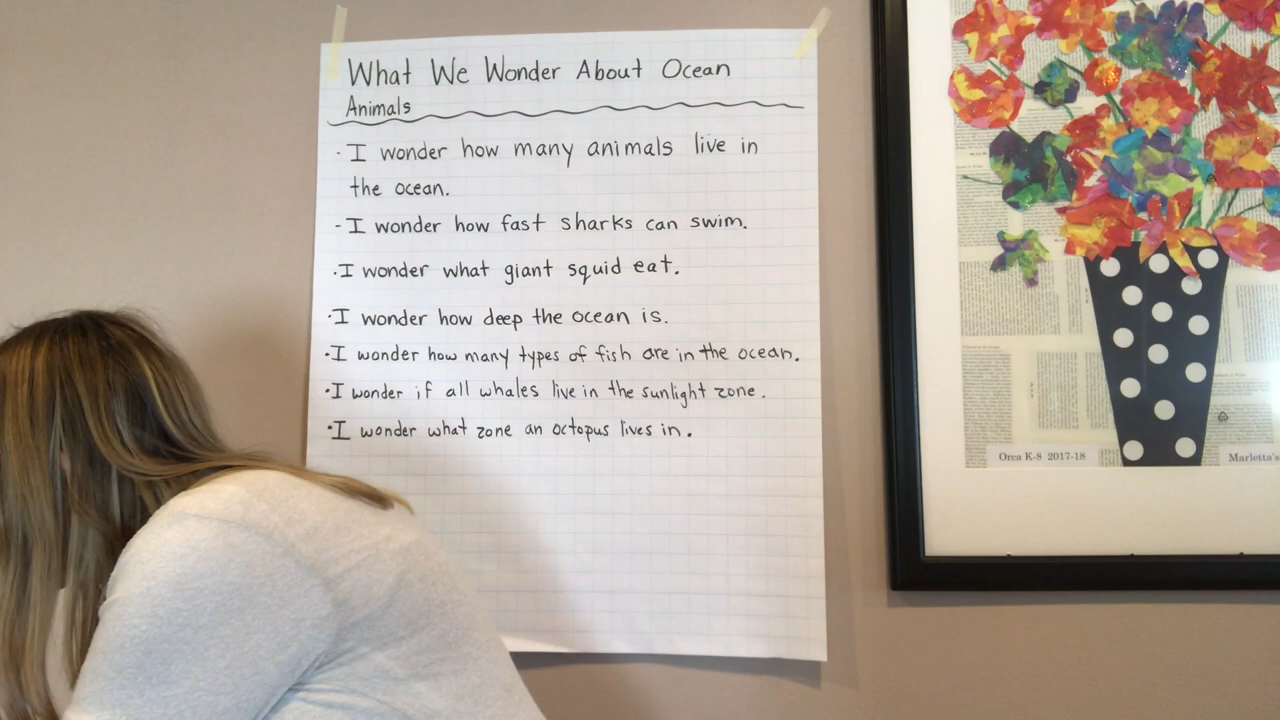 What We Wonder About Ocean
Animals
· I wonder how many animals live in
the ocean.
- I wonder how fast sharks can swim.
· I wonder what giant squid eat.
· I wonder how deep the ocean is.
· I wonder how many types of fish are in the ocean.
· I wonder if all whales live in the sunlight zone.
· I wonder what zone an octopus lives in.
Orca K-8 2017-18
Marletta's